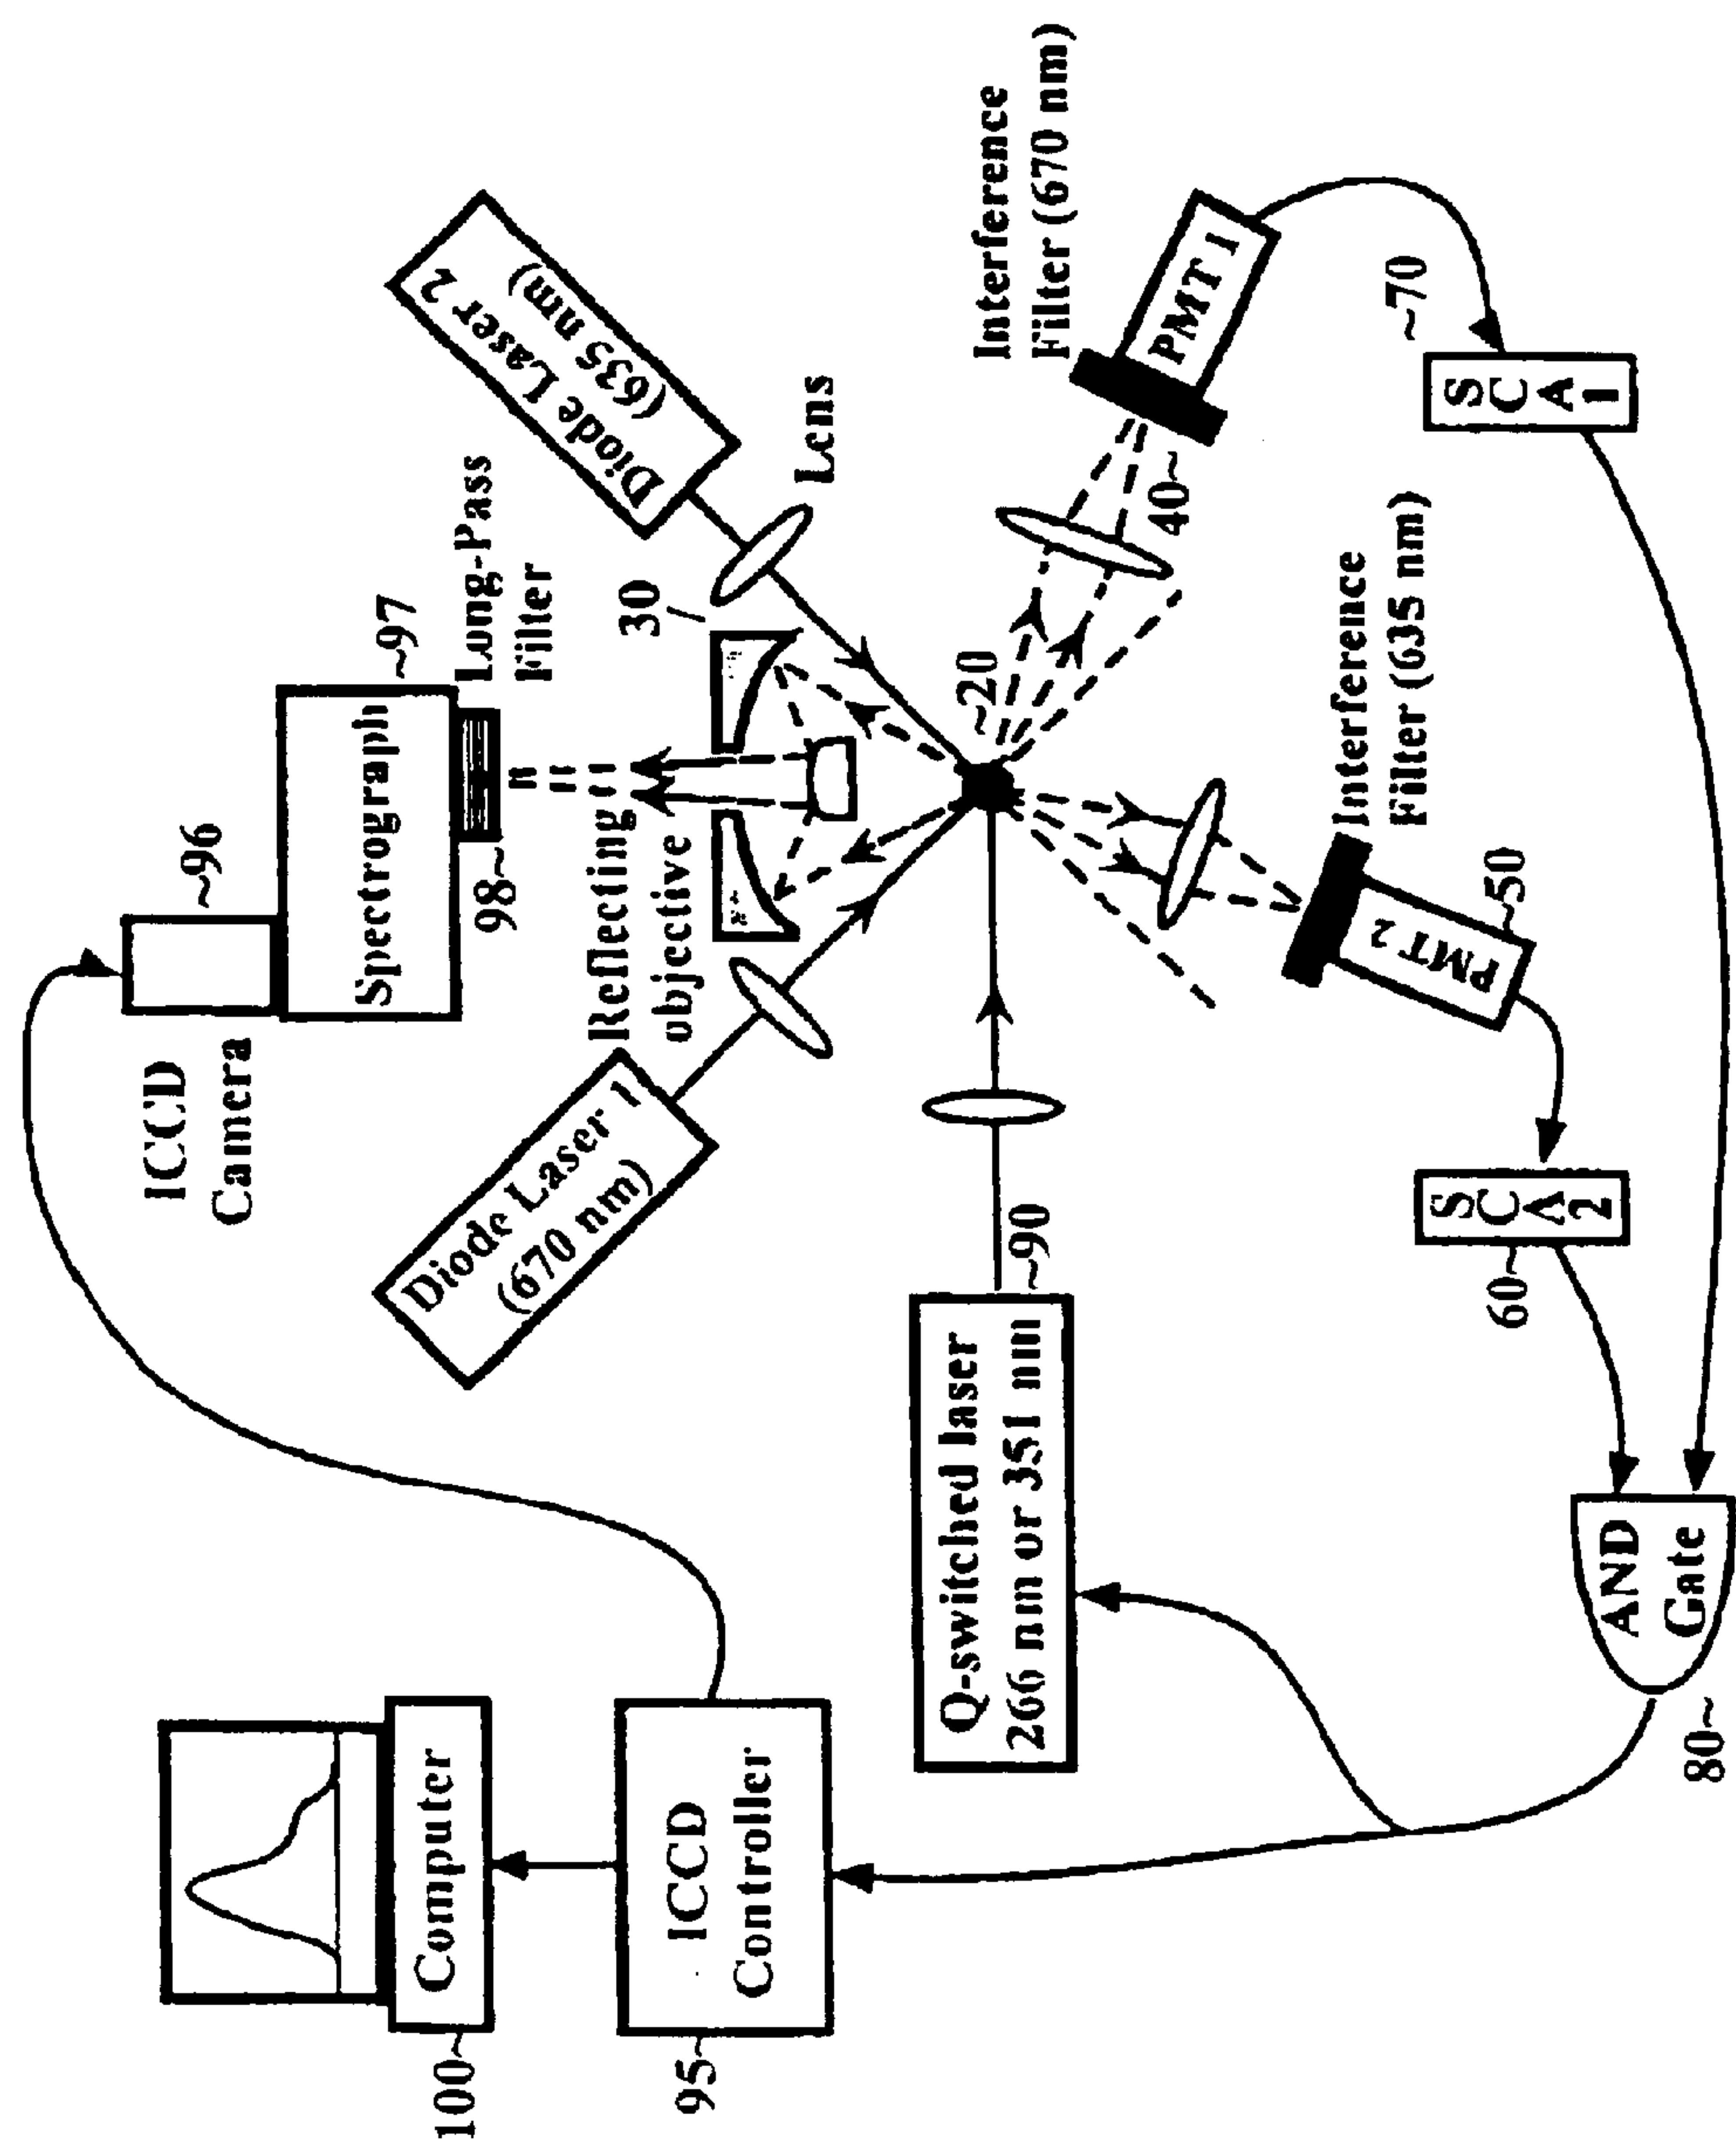 ICCD
Camera
~96
Spectrograph
~97
98~
Long-Pass
Filter
Reflecting
objective
30
Diode Laser 1
(670 nm)
Diode Laser 2
(635 nm)
Lens
~20
Interference
Filter (670 nm)
PMT 1
40~
~70
SCA 1
Interference
Filter (635 nm)
PMT 2
~50
SCA 2
60~
Q-switched laser
266 nm or 351 nm
~90
AND
Gate
80~
ICCD
Controller
95~
Computer
100~